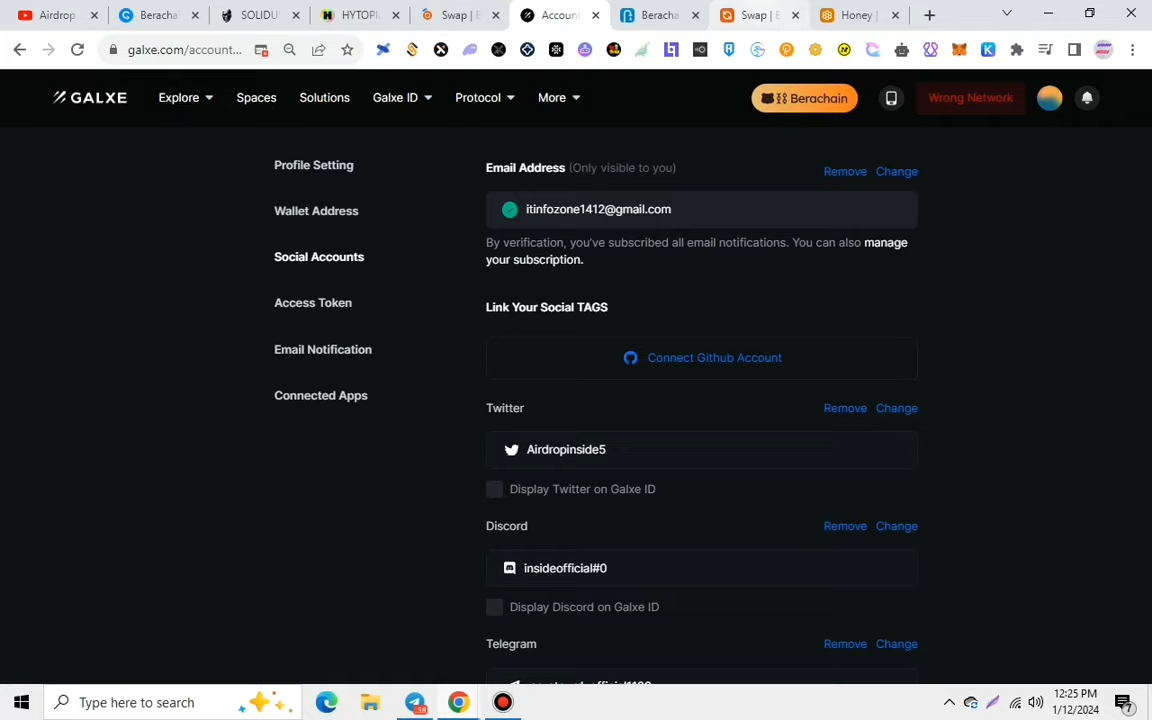 Airdrop
Berachai
SOLIDU
HYTOPI
Swap | B
Account
Beracha
Swap | B
Honey |
galxe.com/account...
GALXE
Explore
Spaces
Solutions
Galxe ID
Protocol
More
Berachain
Wrong Network
Profile Setting
Wallet Address
Social Accounts
Access Token
Email Notification
Connected Apps
Email Address (Only visible to you)
Remove Change
itinfozone1412@gmail.com
By verification, you've subscribed all email notifications. You can also manage
your subscription.
Link Your Social TAGS
Connect Github Account
Twitter
Remove Change
Airdropinside5
Display Twitter on Galxe ID
Discord
Remove Change
insideofficial#0
Display Discord on Galxe ID
Telegram
Remove Change
Type here to search
58
12:25 PM
1/12/2024
7